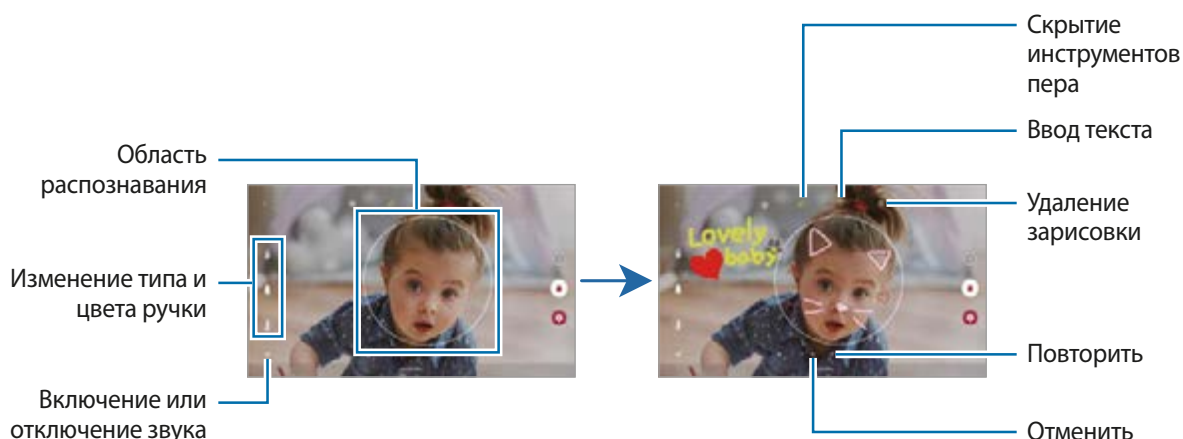 Область
распознавания
Изменение типа и
цвета ручки
Включение или
отключение звука
Lovely
baby
Скрытие
инструментов
пера
Ввод текста
Удаление
зарисовки
Повторить
Отменить